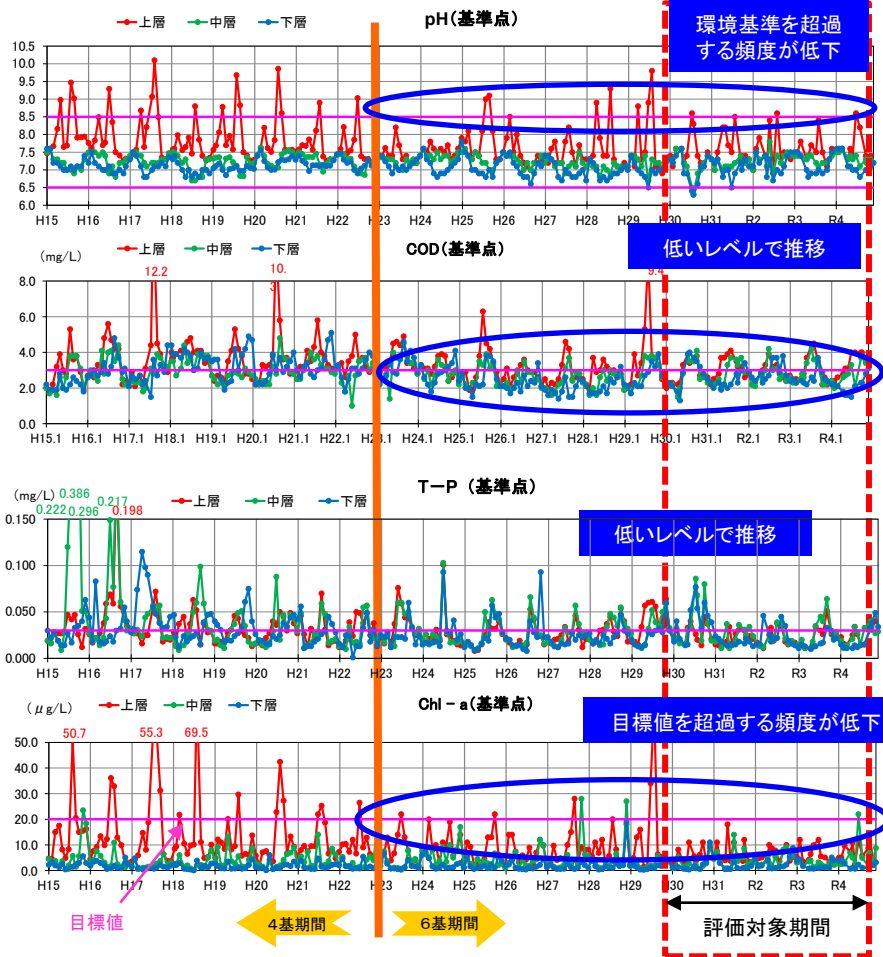 上層 中層 下層
pH(基準点)
環境基準を超過
する頻度が低下
10.5
10.0
9.5
9.0
8.5
8.0
7.5
7.0
6.5
6.0
H15 H16 H17 H18 H19 H20 H21 H22 H23 H24 H25 H26 H27 H28 H29 H30 H31 R2 R3 R4
(mg/L)
上層 中層 下層
COD(基準点)
低いレベルで推移
12.2
10.
3
9.4
8.0
6.0
4.0
2.0
0.0
H15.1 H16.1 H17.1 H18.1 H19.1 H20.1 H21.1 H22.1 H23.1 H24.1 H25.1 H26.1 H27.1 H28.1 H29.1 H30.1 H31.1 R2.1 R3.1 R4.1
T−P (基準点)
(mg/L)
上層 中層 下層
0.386
0.222 0.296
0.217
0.198
低いレベルで推移
0.150
0.100
0.050
0.030
0.000
H15 H16 H17 H18 H19 H20 H21 H22 H23 H24 H25 H26 H27 H28 H29 H30 H31 R2 R3 R4
(μg/L)
上層 中層 下層
Chl－a(基準点)
目標値を超過する頻度が低下
50.7
55.3
69.5
50.0
40.0
30.0
20.0
10.0
0.0
H15 H16 H17 H18 H19 H20 H21 H22 H23 H24 H25 H26 H27 H28 H29 H30 H31 R2 R3 R4
目標値
4基期間
6基期間
評価対象期間